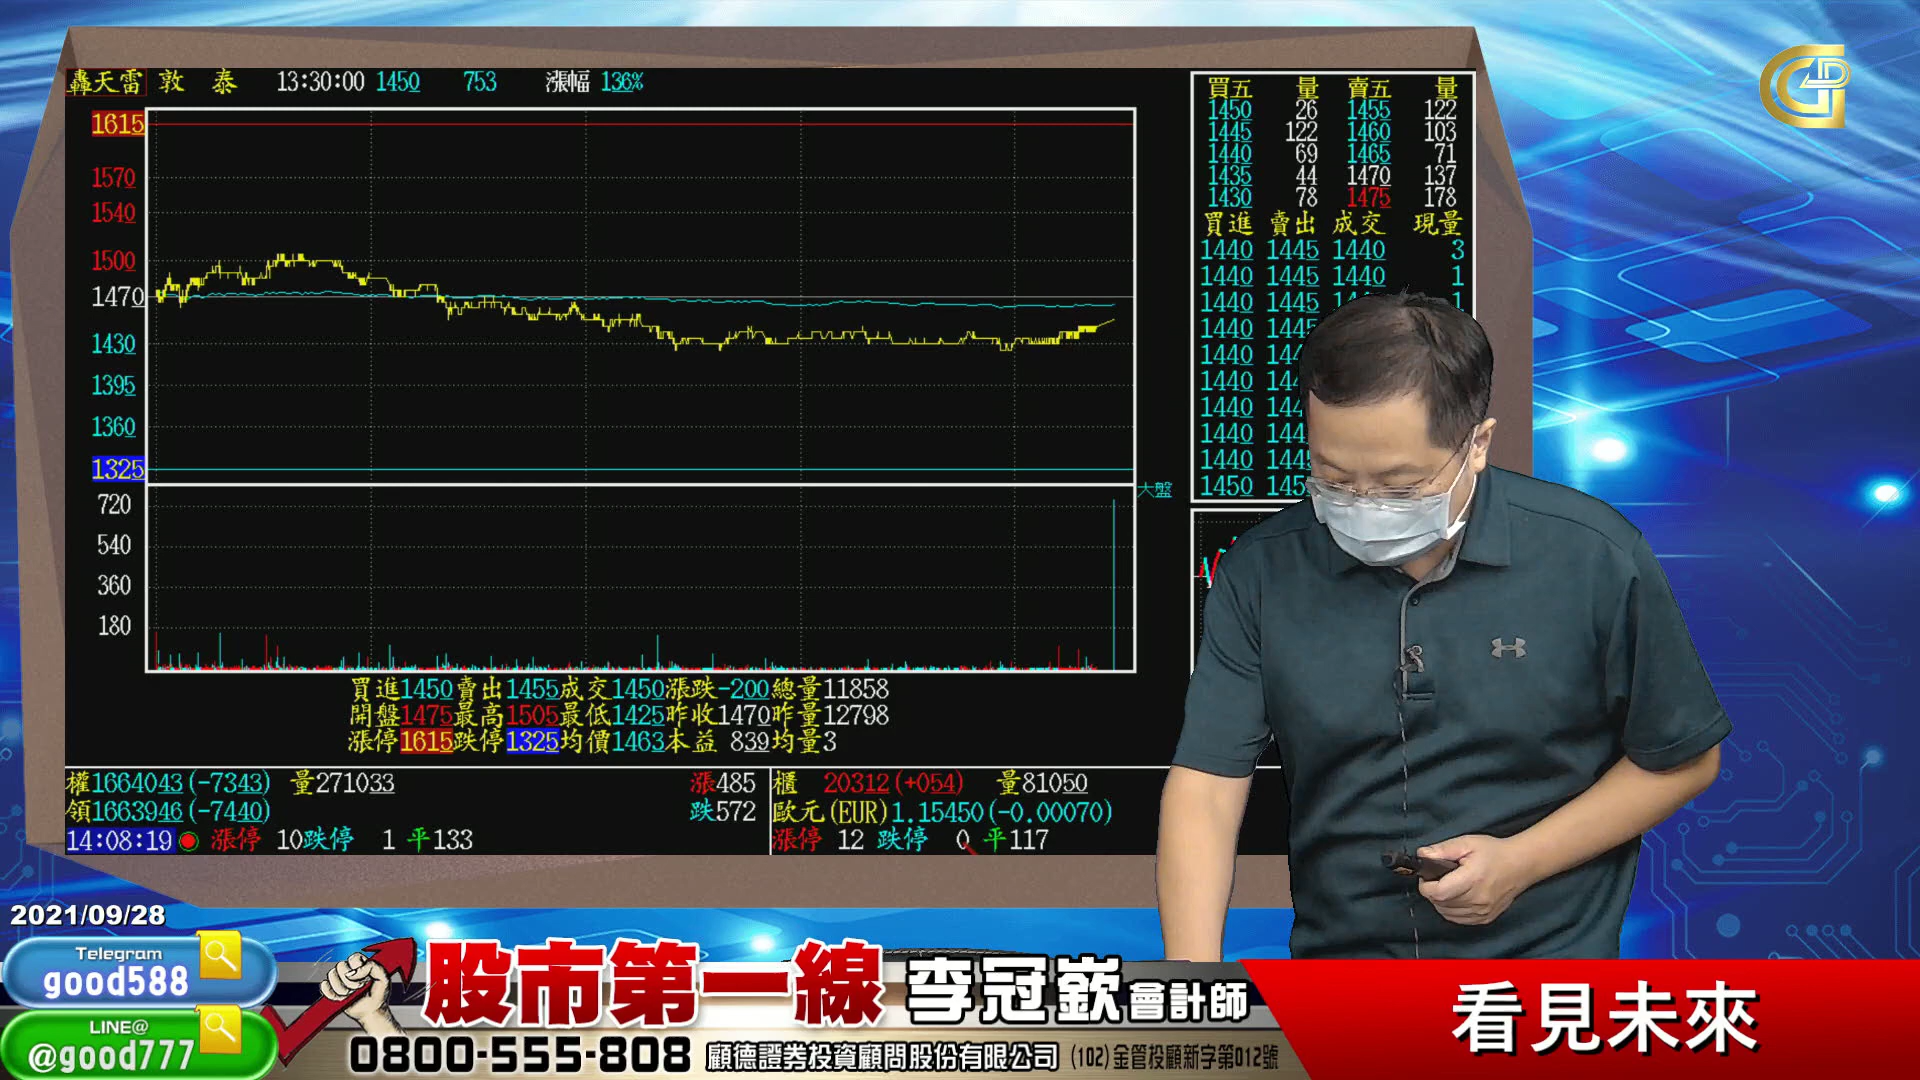 轟天雷 敦 泰 13:30:00 1450 753 漲幅 136%
1615
1570
1540
1500
1470
1430
1395
1360
1325
720
540
360
180
大盤
買五 量 賣五 量
1450 26 1455 122
1445 122 1460 103
1440 69 1465 71
1435 44 1470 137
1430 78 1475 178
買進 賣出 成交 現量
1440 1445 1440 3
1440 1445 1440 1
1440 1445 1
1440 1445
1440
1440
1440
1440
1440
1450
買進1450賣出1455成交1450漲跌-200總量11858
開盤1475最高1505最低1425昨收1470昨量12798
漲停1615跌停1325均價1463本益 839均量3
權1664043(-7343) 量271033 漲485
領1663946(-7440) 跌572
14:08:19 漲停 10跌停 1 平133
櫃 20312(+054) 量81050
歐元(EUR)1.15450(-0.00070)
漲停 12 跌停 0 平117
2021/09/28
Telegram
good588
LINE@
@good777
股市第一線 李冠嶔會計師
0800-555-808 顧德證券投資顧問股份有限公司 (102)金管投顧新字第012號
看見未來